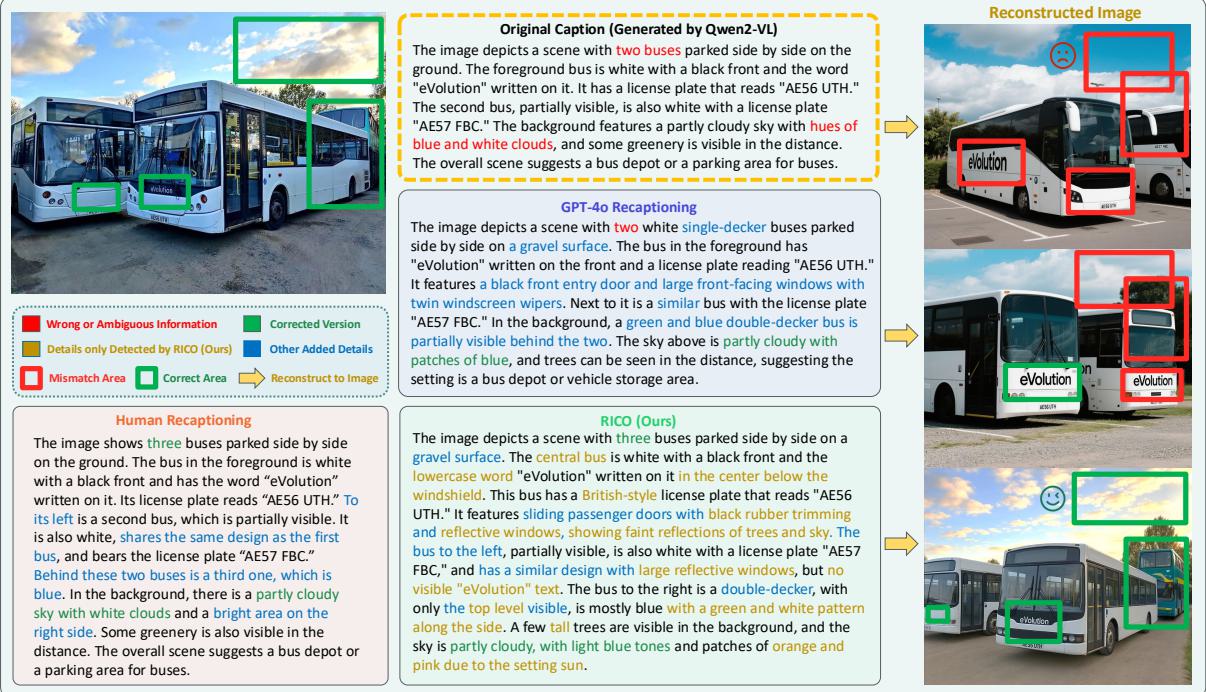 eVolution
AE56 UTH
Wrong or Ambiguous Information
Corrected Version
Details only Detected by RICO (Ours)
Other Added Details
Mismatch Area
Correct Area
Reconstruct to Image
Human Recaptioning
The image shows three buses parked side by side
on the ground. The bus in the foreground is white
with a black front and has the word “eVolution”
written on it. Its license plate reads “AE56 UTH.” To
its left is a second bus, which is partially visible. It
is also white, shares the same design as the first
bus, and bears the license plate “AE57 FBC.”
Behind these two buses is a third one, which is
blue. In the background, there is a partly cloudy
sky with white clouds and a bright area on the
right side. Some greenery is also visible in the
distance. The overall scene suggests a bus depot or
a parking area for buses.
Original Caption (Generated by Qwen2-VL)
The image depicts a scene with two buses parked side by side on the
ground. The foreground bus is white with a black front and the word
"eVolution" written on it. It has a license plate that reads "AE56 UTH."
The second bus, partially visible, is also white with a license plate
"AE57 FBC." The background features a partly cloudy sky with hues of
blue and white clouds, and some greenery is visible in the distance.
The overall scene suggests a bus depot or a parking area for buses.
GPT-4o Recaptioning
The image depicts a scene with two white single-decker buses parked
side by side on a gravel surface. The bus in the foreground has
"eVolution" written on the front and a license plate reading "AE56 UTH."
It features a black front entry door and large front-facing windows with
twin windscreen wipers. Next to it is a similar bus with the license plate
"AE57 FBC." In the background, a green and blue double-decker bus is
partially visible behind the two. The sky above is partly cloudy with
patches of blue, and trees can be seen in the distance, suggesting the
setting is a bus depot or vehicle storage area.
RICO (Ours)
The image depicts a scene with three buses parked side by side on a
gravel surface. The central bus is white with a black front and the
lowercase word "eVolution" written on it in the center below the
windshield. This bus has a British-style license plate that reads "AE56
UTH." It features sliding passenger doors with black rubber trimming
and reflective windows, showing faint reflections of trees and sky. The
bus to the left, partially visible, is also white with a license plate "AE57
FBC," and has a similar design with large reflective windows, but no
visible "eVolution" text. The bus to the right is a double-decker, with
only the top level visible, is mostly blue with a green and white pattern
along the side. A few tall trees are visible in the background, and the
sky is partly cloudy, with light blue tones and patches of orange and
pink due to the setting sun.
Reconstructed Image
eVolution
AE56 UTH
eVolution
eVolution
AE56 UTH
eVolution